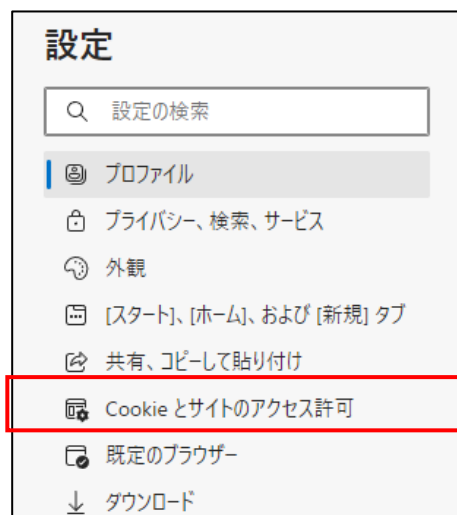 設定
設定の検索
プロファイル
プライバシー、検索、サービス
外観
[スタート]、[ホーム]、および [新規] タブ
共有、コピーして貼り付け
Cookie とサイトのアクセス許可
既定のブラウザー
ダウンロード